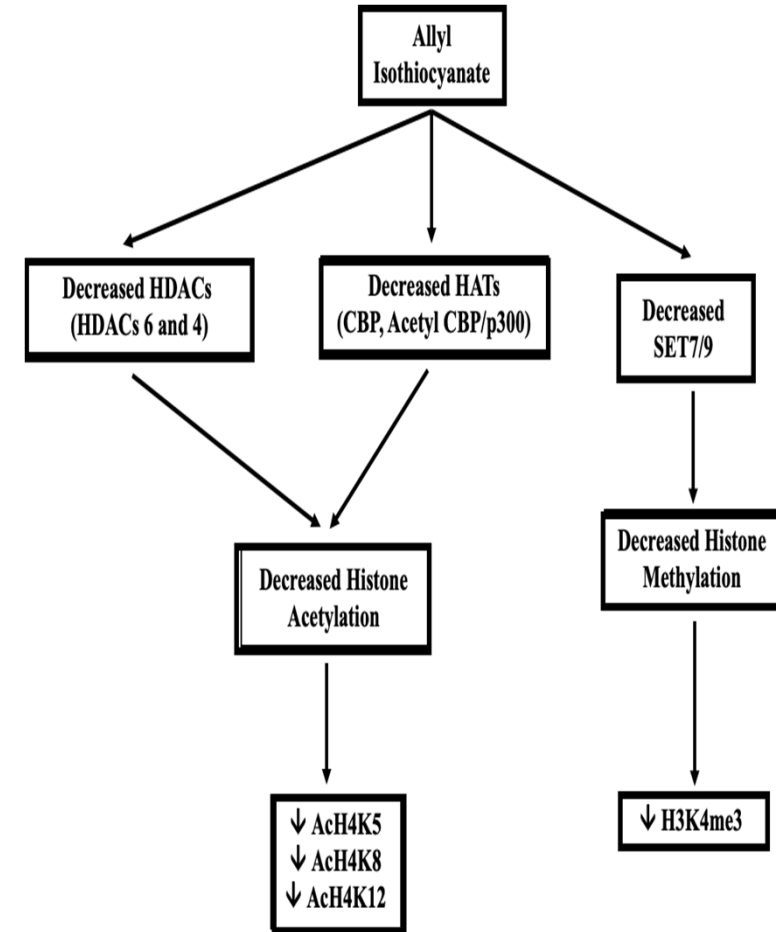 Allyl
Isothiocyanate
Decreased HDACs
(HDACs 6 and 4)
Decreased HATs
(CBP, Acetyl CBP/p300)
Decreased
SET7/9
Decreased Histone
Acetylation
Decreased Histone
Methylation
↓ AcH4K5
↓ AcH4K8
↓ AcH4K12
↓ H3K4me3